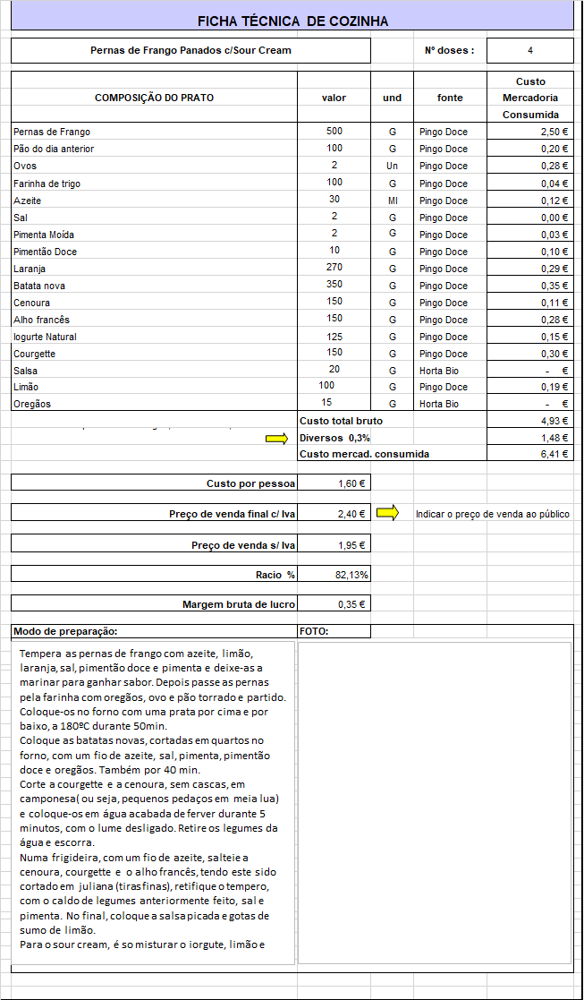 FICHA TÉCNICA DE COZINHA
Pernas de Frango Panados c/Sour Cream Nº doses : 4
COMPOSIÇÃO DO PRATO valor und fonte Custo Mercadoria Consumida
Pernas de Frango 500 G Pingo Doce 2,50 €
Pão do dia anterior 100 G Pingo Doce 0,20 €
Ovos 2 Un Pingo Doce 0,28 €
Farinha de trigo 100 G Pingo Doce 0,04 €
Azeite 30 Ml Pingo Doce 0,12 €
Sal 2 G Pingo Doce 0,00 €
Pimenta Moída 2 G Pingo Doce 0,03 €
Pimentão Doce 10 G Pingo Doce 0,10 €
Laranja 270 G Pingo Doce 0,29 €
Batata nova 350 G Pingo Doce 0,35 €
Cenoura 150 G Pingo Doce 0,11 €
Alho francês 150 G Pingo Doce 0,28 €
Iogurte Natural 125 G Pingo Doce 0,15 €
Courgette 150 G Pingo Doce 0,30 €
Salsa 20 G Horta Bio - €
Limão 100 G Pingo Doce 0,19 €
Oregãos 15 G Horta Bio - €
Custo total bruto 4,93 €
Diversos 0,3% 1,48 €
Custo mercad. consumida 6,41 €
Custo por pessoa 1,60 €
Preço de venda final c/ Iva 2,40 € Indicar o preço de venda ao público
Preço de venda s/ Iva 1,95 €
Racio % 82,13%
Margem bruta de lucro 0,35 €
Modo de preparação: FOTO:
Tempera as pernas de frango com azeite, limão,
laranja, sal, pimentão doce e pimenta e deixe-as a
marinar para ganhar sabor. Depois passe as pernas
pela farinha com oregãos, ovo e pão torrado e partido.
Coloque-os no forno com uma prata por cima e por
baixo, a 180ºC durante 50min.
Coloque as batatas novas, cortadas em quartos no
forno, com um fio de azeite, sal, pimenta, pimentão
doce e oregãos. Também por 40 min.
Corte a courgette e a cenoura, sem cascas, em
camponesa( ou seja, pequenos pedaços em meia lua)
e coloque-os em água acabada de ferver durante 5
minutos, com o lume desligado. Retire os legumes da
água e escorra.
Numa frigideira, com um fio de azeite, salteie a
cenoura, courgette e o alho francês, tendo este sido
cortado em juliana (tiras finas), retifique o tempero,
com o caldo de legumes anteriormente feito, sal e
pimenta. No final, coloque a salsa picada e gotas de
sumo de limão.
Para o sour cream, é so misturar o iorgute, limão e